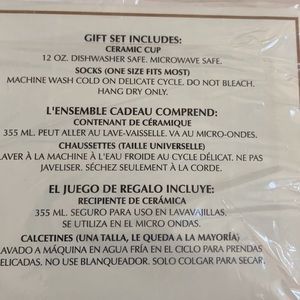 GIFT SET INCLUDES:
CERAMIC CUP
12 OZ. DISHWASHER SAFE. MICROWAVE SAFE.
SOCKS (ONE SIZE FITS MOST)
MACHINE WASH COLD ON DELICATE CYCLE. DO NOT BLEACH.
HANG DRY ONLY.
L'ENSEMBLE CADEAU COMPREND:
CONTENANT DE CÉRAMIQUE
355 ML. PEUT ALLER AU LAVE-VAISSELLE. VA AU MICRO-ONDES.
CHAUSSETTES (TAILLE UNIVERSELLE)
LAVER À LA MACHINE À L'EAU FROIDE AU CYCLE DÉLICAT. NE PAS
JAVELISER. SÉCHEZ SEULEMENT À LA CORDE.
EL JUEGO DE REGALO INCLUYE:
RECIPIENTE DE CERÁMICA
355 ML. SEGURO PARA USO EN LAVAVAJILLAS.
SE UTILIZA EN EL MICRO ONDAS.
CALCETINES (UNA TALLA, LE QUEDA A LA MAYORÍA)
LAVADO A MÁQUINA EN AGUA FRÍA EN EL CICLO PARA PRENDAS
DELICADAS. NO USE BLANQUEADOR. SOLO COLGAR PARA SECAR.